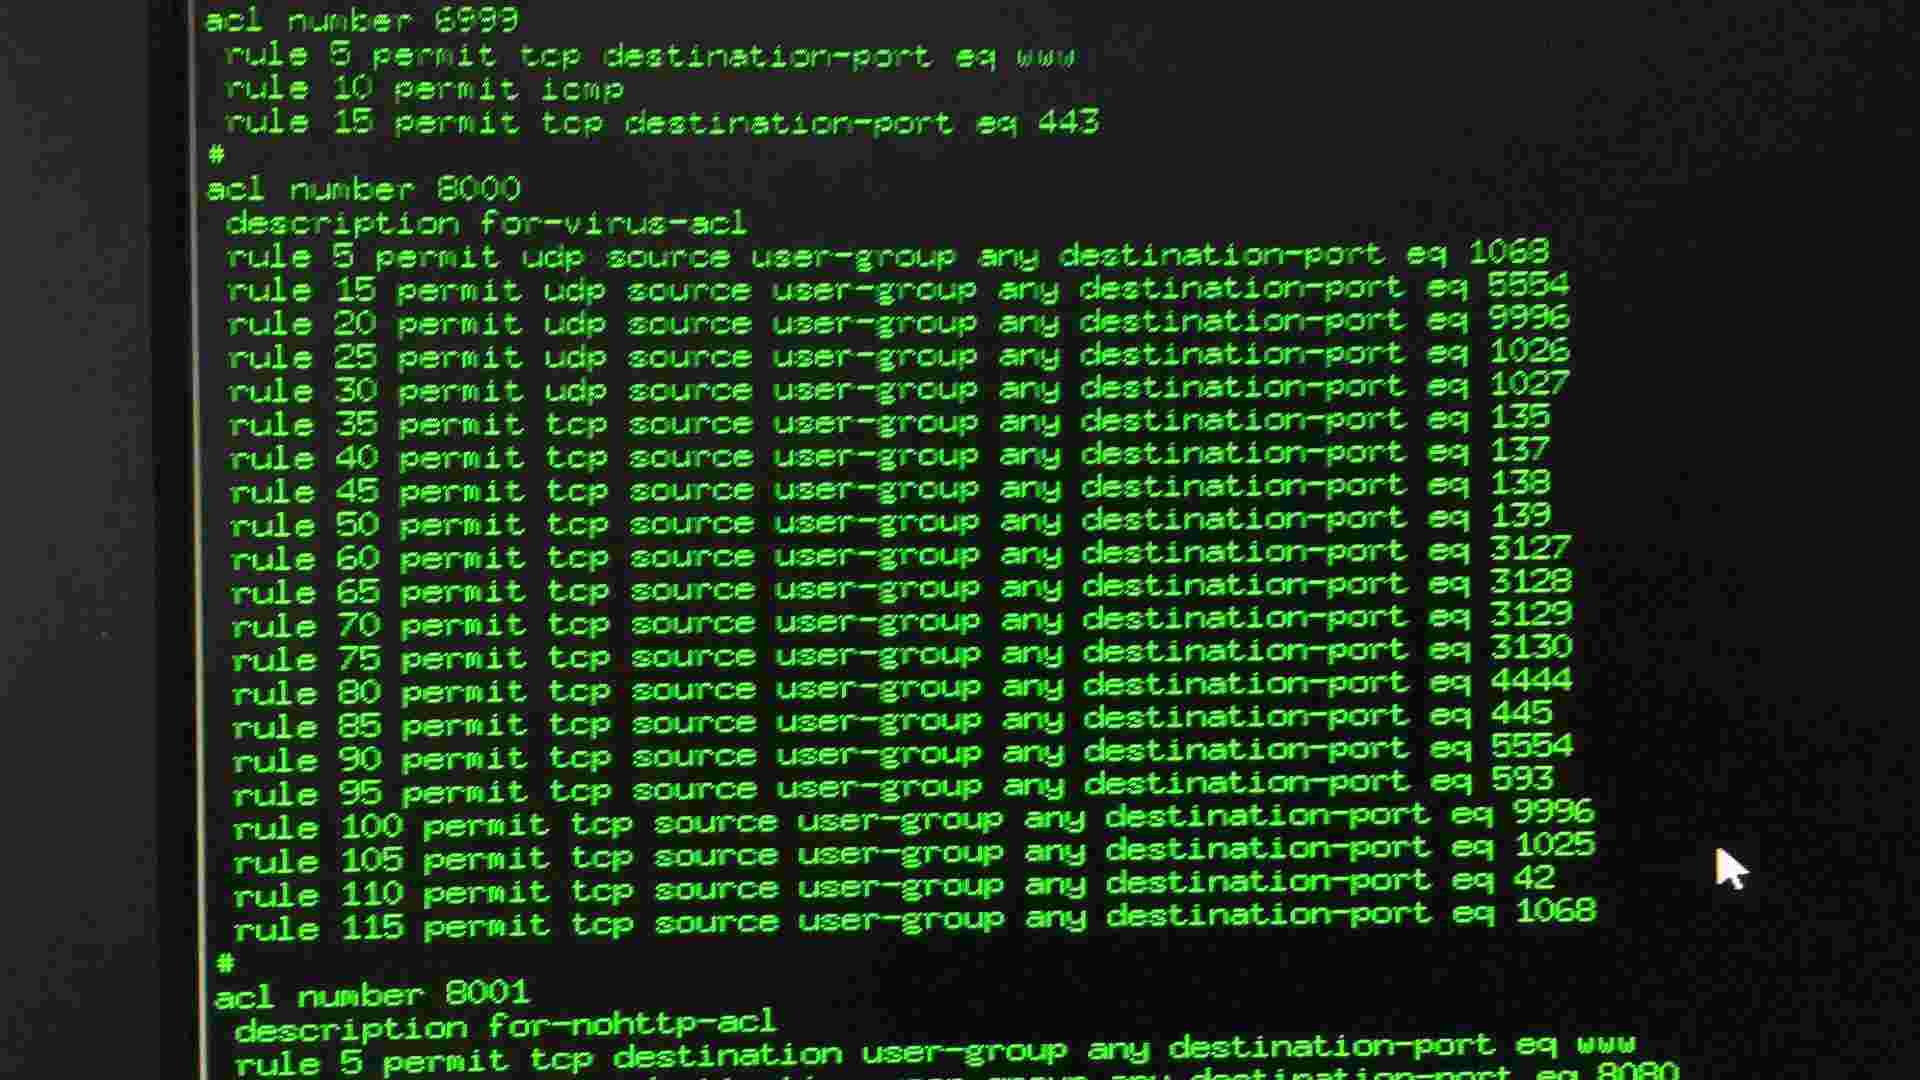 acl number 6999
rule 5 permit tcp destination-port eq www
rule 10 permit icmp
rule 15 permit tcp destination-port eq 443
#
acl number 8000
description for-virus-acl
rule 5 permit udp source user-group any destination-port eq 1068
rule 15 permit udp source user-group any destination-port eq 5554
rule 20 permit udp source user-group any destination-port eq 9996
rule 25 permit udp source user-group any destination-port eq 1026
rule 30 permit udp source user-group any destination-port eq 1027
rule 35 permit tcp source user-group any destination-port eq 135
rule 40 permit tcp source user-group any destination-port eq 137
rule 45 permit tcp source user-group any destination-port eq 138
rule 50 permit tcp source user-group any destination-port eq 139
rule 60 permit tcp source user-group any destination-port eq 3127
rule 65 permit tcp source user-group any destination-port eq 3128
rule 70 permit tcp source user-group any destination-port eq 3129
rule 75 permit tcp source user-group any destination-port eq 3130
rule 80 permit tcp source user-group any destination-port eq 4444
rule 85 permit tcp source user-group any destination-port eq 445
rule 90 permit tcp source user-group any destination-port eq 5554
rule 95 permit tcp source user-group any destination-port eq 593
rule 100 permit tcp source user-group any destination-port eq 9996
rule 105 permit tcp source user-group any destination-port eq 1025
rule 110 permit tcp source user-group any destination-port eq 42
rule 115 permit tcp source user-group any destination-port eq 1068
#
acl number 8001
description for-nohttp-acl
rule 5 permit tcp destination user-group any destination-port eq www
any destination-port eq 8080